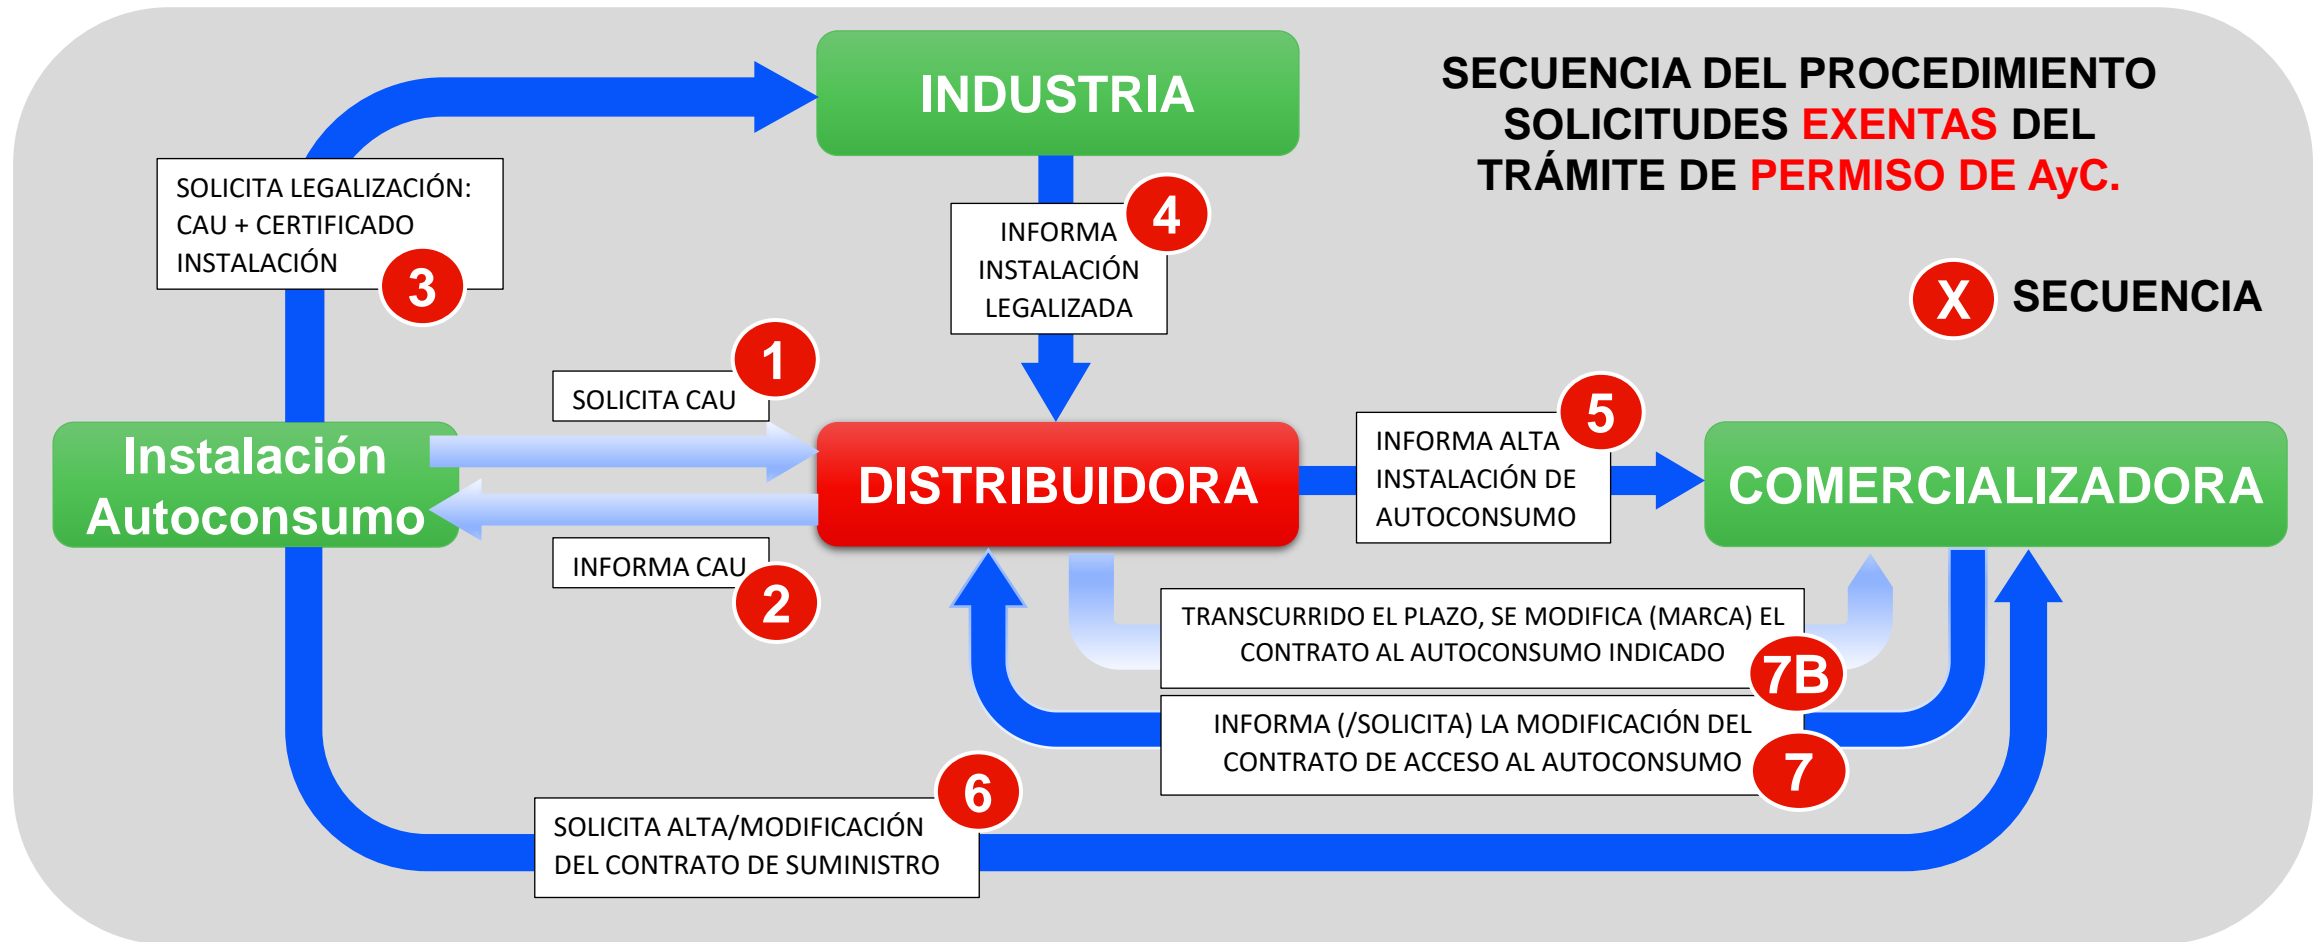 INDUSTRIA
SECUENCIA DEL PROCEDIMIENTO
SOLICITUDES EXENTAS DEL
TRÁMITE DE PERMISO DE AyC.
X SECUENCIA
SOLICITA LEGALIZACIÓN:
CAU + CERTIFICADO
INSTALACIÓN
3
4
INFORMA
INSTALACIÓN
LEGALIZADA
1
SOLICITA CAU
5
INFORMA ALTA
INSTALACIÓN DE
AUTOCONSUMO
Instalación
Autoconsumo
DISTRIBUIDORA
COMERCIALIZADORA
INFORMA CAU
2
TRANSCURRIDO EL PLAZO, SE MODIFICA (MARCA) EL
CONTRATO AL AUTOCONSUMO INDICADO
7B
INFORMA (/SOLICITA) LA MODIFICACIÓN DEL
CONTRATO DE ACCESO AL AUTOCONSUMO
7
6
SOLICITA ALTA/MODIFICACIÓN
DEL CONTRATO DE SUMINISTRO